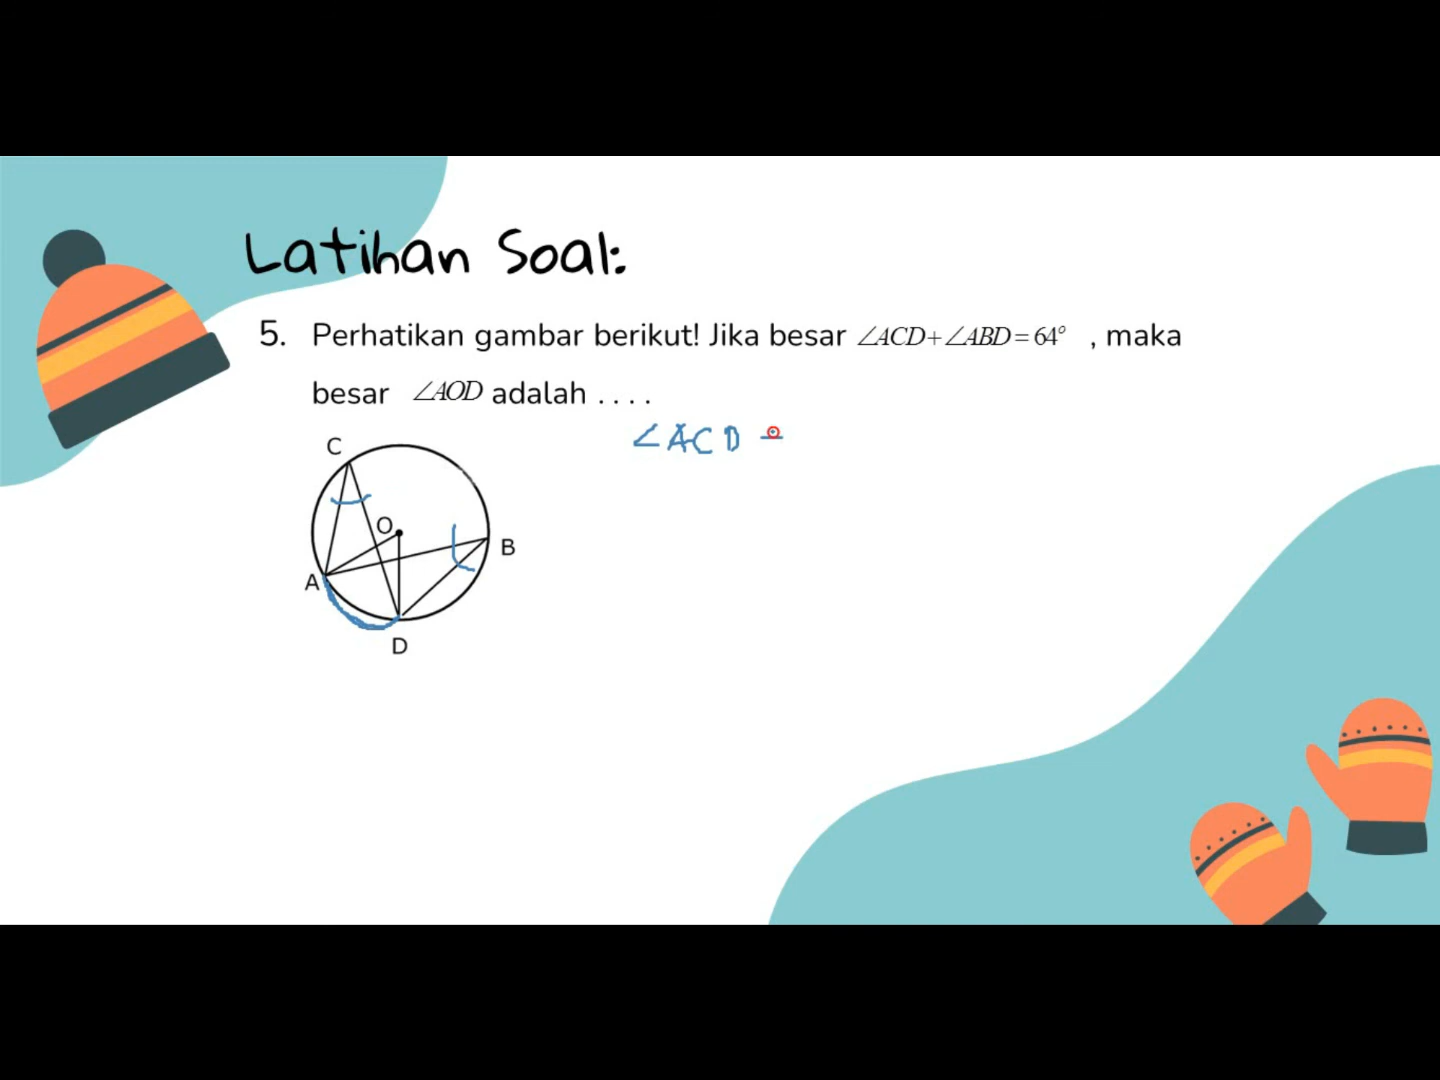 Latihan Soal:
5. Perhatikan gambar berikut! Jika besar ∠ACD+∠ABD=64° , maka
besar ∠AOD adalah . . . .
∠ACD =
C
O
B
A
D